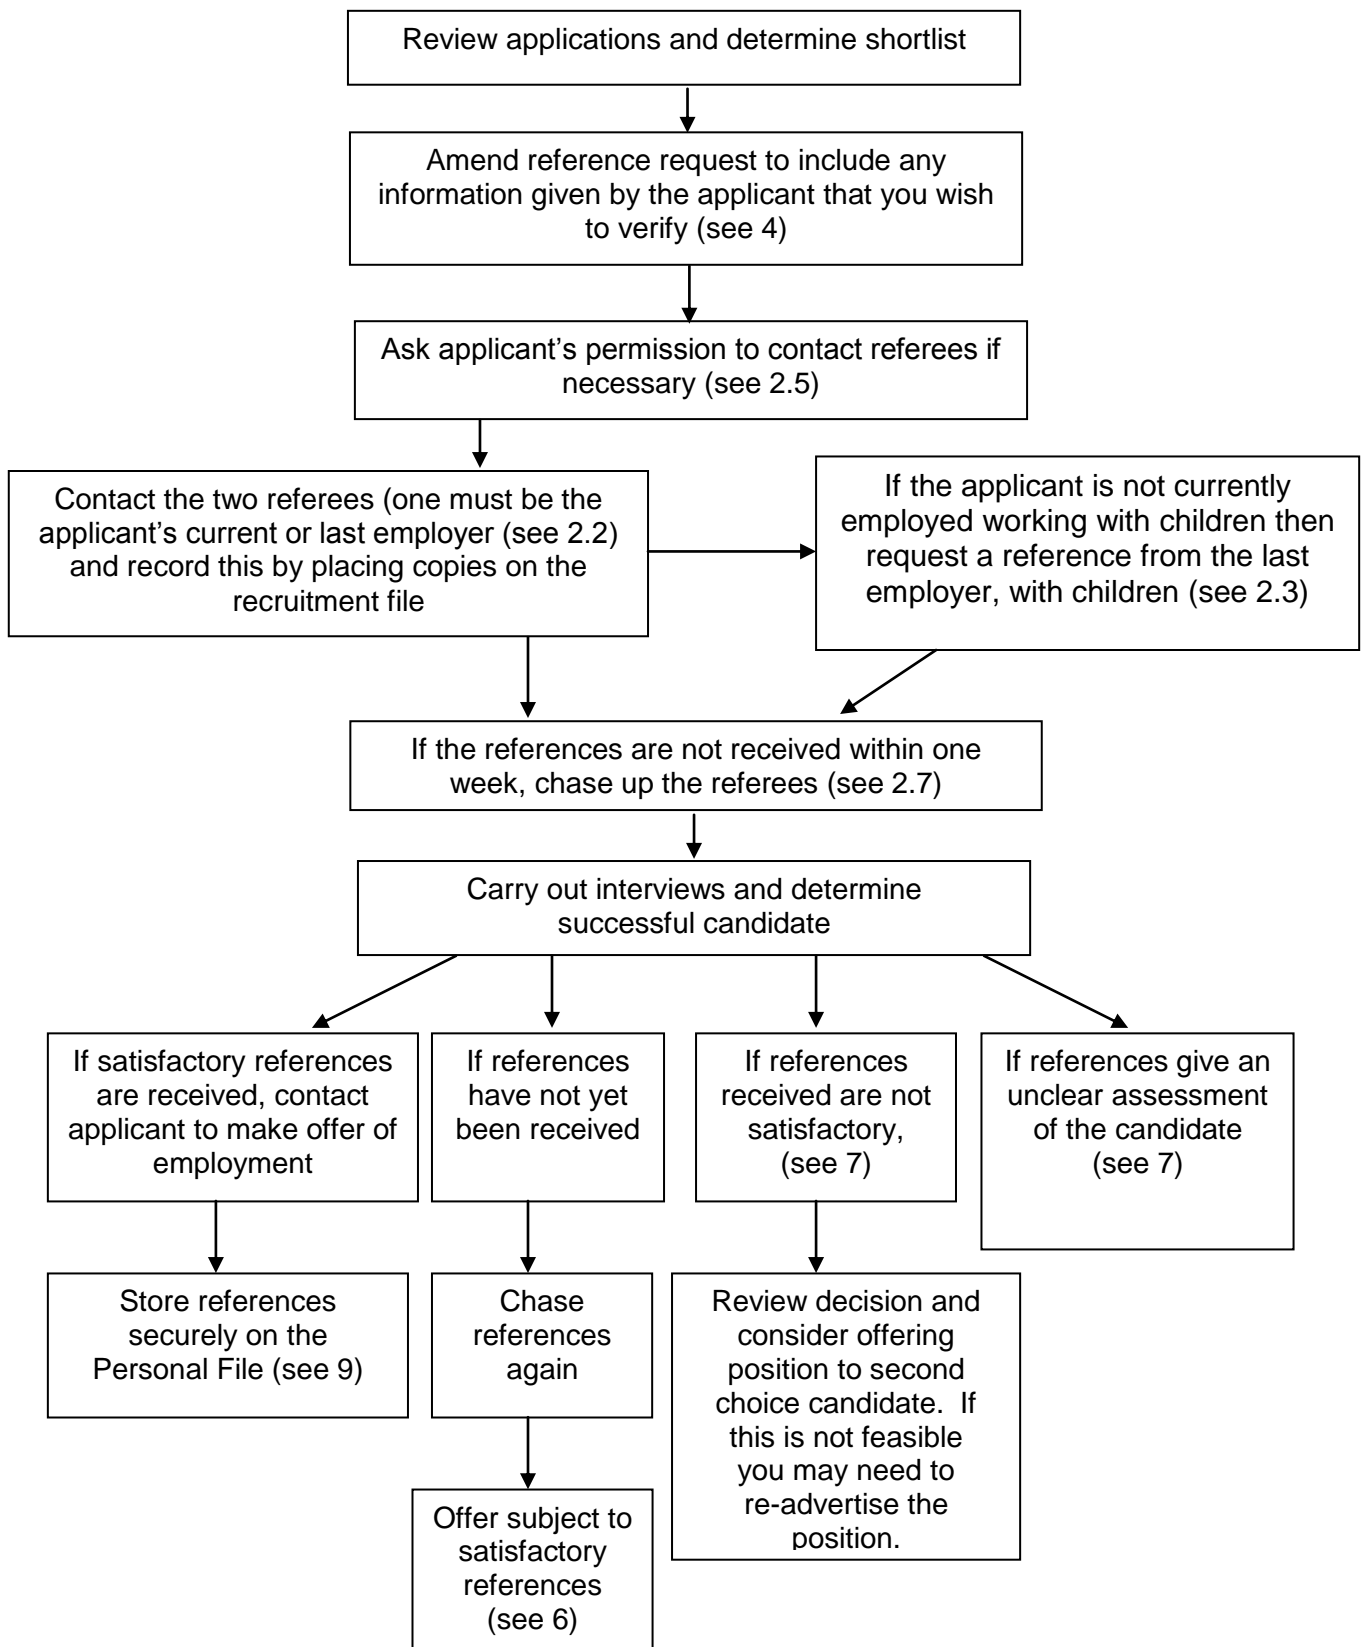 Review applications and determine shortlist
Amend reference request to include any
information given by the applicant that you wish
to verify (see 4)
Ask applicant’s permission to contact referees if
necessary (see 2.5)
Contact the two referees (one must be the
applicant’s current or last employer (see 2.2)
and record this by placing copies on the
recruitment file
If the applicant is not currently
employed working with children then
request a reference from the last
employer, with children (see 2.3)
If the references are not received within one
week, chase up the referees (see 2.7)
Carry out interviews and determine
successful candidate
If satisfactory references
are received, contact
applicant to make offer of
employment
If references
have not yet
been received
If references
received are not
satisfactory,
(see 7)
If references give an
unclear assessment
of the candidate
(see 7)
Store references
securely on the
Personal File (see 9)
Chase
references
again
Review decision and
consider offering
position to second
choice candidate.  If
this is not feasible
you may need to
re-advertise the
position.
Offer subject to
satisfactory
references
(see 6)